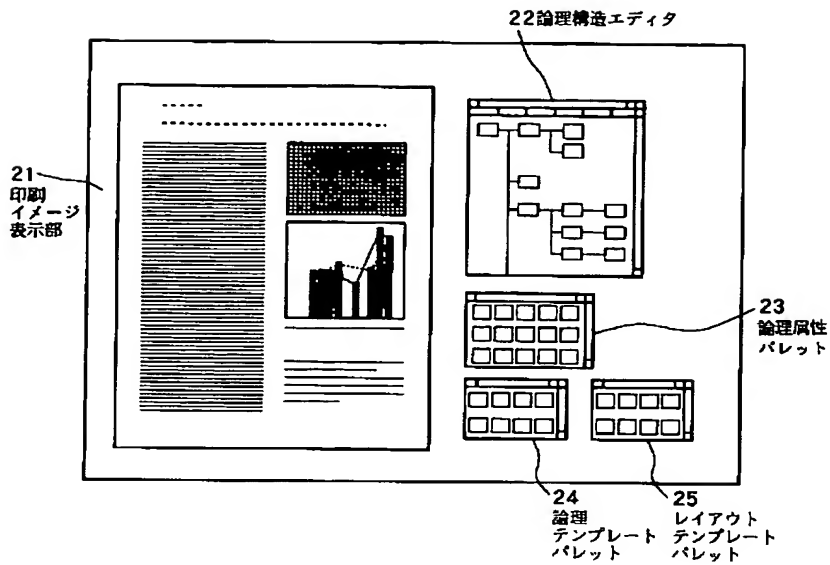 22論理構造エディタ
21
印刷
イメージ
表示部
23
論理属性
パレット
24
論理
テンプレート
パレット
25
レイアウト
テンプレート
パレット